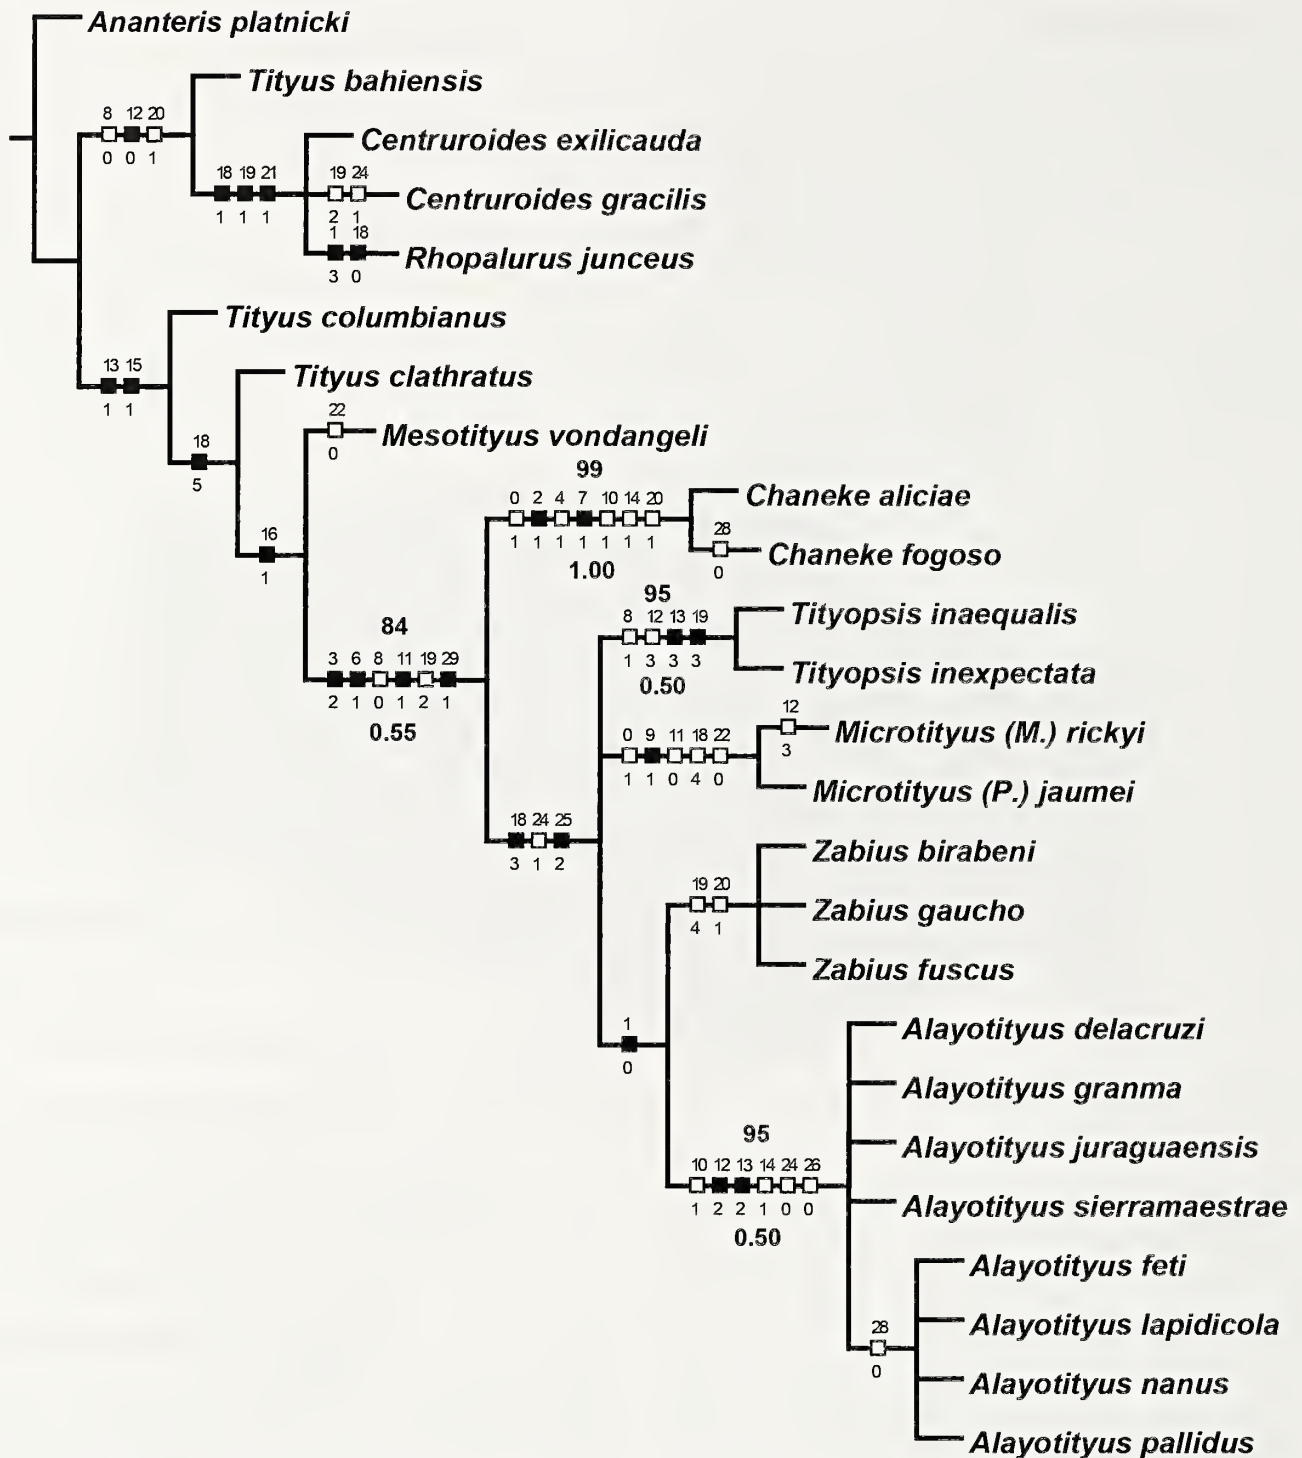 Ananteris platnicki
Tityus bahiensis
8 12 20
0 0 1
Centruroides exilicauda
18 19 21
1 1 1
19 24
2 1
Centruroides gracilis
1 18
3 0
Rhopalurus junceus
Tityus columbianus
13 15
1 1
Tityus clathratus
22
0
Mesotityus vondangeli
18
5
99
0 2 4 7 10 14 20
1 1 1 1 1 1 1
1.00
Chaneke aliciae
28
0
Chaneke fogoso
16
1
95
8 12 13 19
1 3 3 3
0.50
Tityopsis inaequalis
Tityopsis inexpectata
84
3 6 8 11 19 29
2 1 0 1 2 1
0.55
12
3
Microtityus (M.) rickyi
0 9 11 18 22
1 1 0 4 0
Microtityus (P.) jaumei
18 24 25
3 1 2
Zabius birabeni
19 20
4 1
Zabius gaucho
Zabius fuscus
1
0
Alayotityus delacruzi
Alayotityus granma
95
10 12 13 14 24 26
1 2 2 1 0 0
0.50
Alayotityus juraguaensis
Alayotityus sierramaestrae
Alayotityus feti
Alayotityus lapidicola
28
0
Alayotityus nanus
Alayotityus pallidus